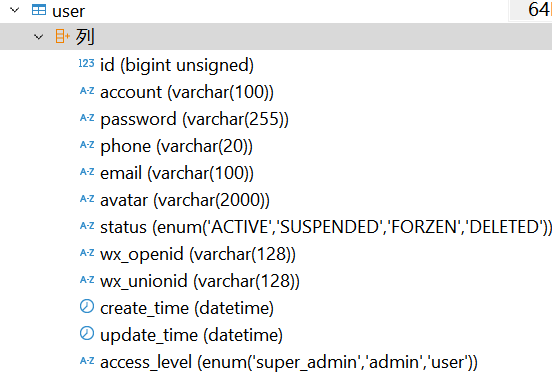 user
64
列
123 id (bigint unsigned)
A-Z account (varchar(100))
A-Z password (varchar(255))
A-Z phone (varchar(20))
A-Z email (varchar(100))
A-Z avatar (varchar(2000))
A-Z status (enum('ACTIVE','SUSPENDED','FORZEN','DELETED'))
A-Z wx_openid (varchar(128))
A-Z wx_unionid (varchar(128))
create_time (datetime)
update_time (datetime)
A-Z access_level (enum('super_admin','admin','user'))